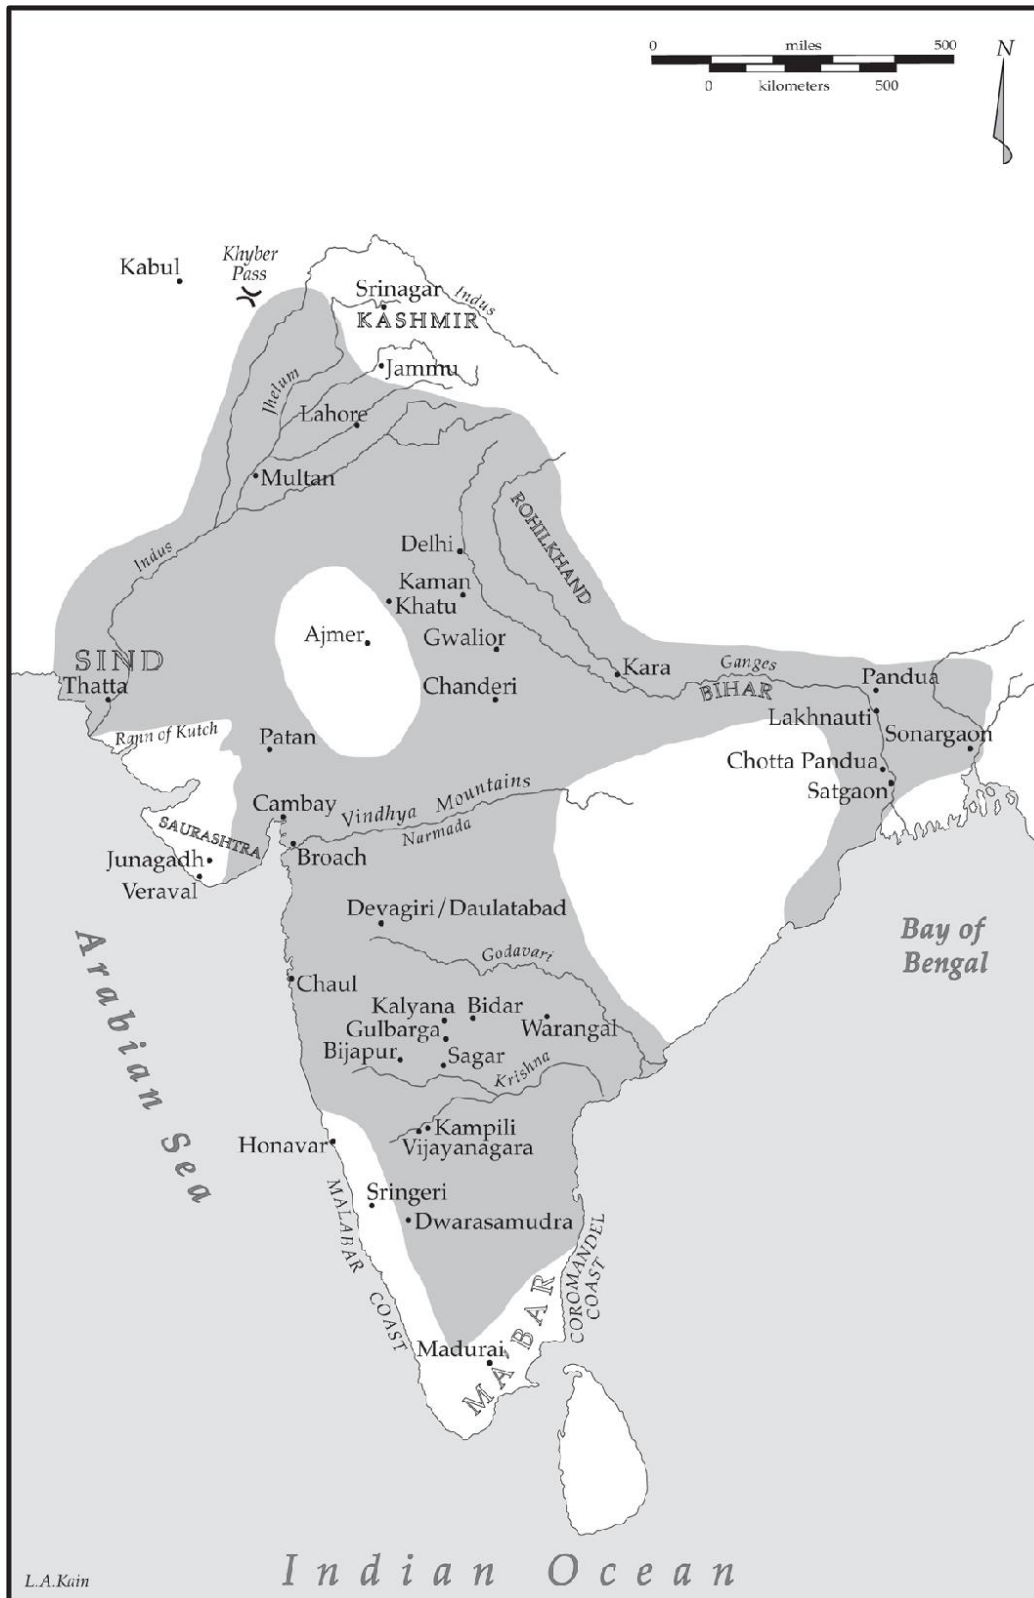 0 miles 500
N
0 kilometers 500
Khyber
Pass
Kabul
Srinagar
Indus
KASHMIR
Jammu
Jhelum
Lahore
Multan
ROHILKHAND
Delhi
Indus
Kaman
Khatu
Ajmer
Gwalior
SIND
Kara
Ganges
Thatta
Chanderi
BIHAR
Pandua
Lakhnauti
Rann of Kutch
Patan
Sonargaon
Chotta Pandua
Satgaon
Cambay
Vindhya Mountains
Narmada
SAURASHTRA
Broach
Junagadh
Veraval
Devagiri/Daulatabad
Bay of
Bengal
Godavari
Arabian Sea
Chaul
Kalyana
Bidar
Gulbarga
Warangal
Bijapur
Sagar
Krishna
Kampili
Honavar
Vijayanagara
Sringeri
MALABAR COAST
Dwarasamudra
COROMANDEL
COAST
MA'BAR
Madurai
Indian Ocean
L.A.Kain